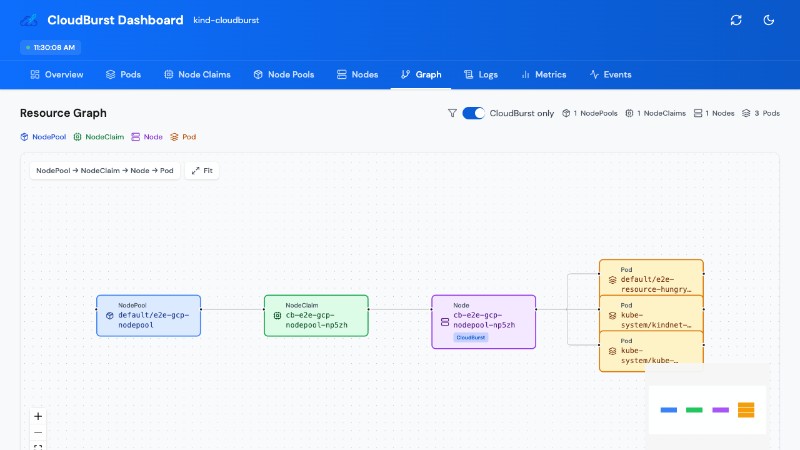 CloudBurst Dashboard kind-cloudburst
11:30:08 AM
Overview Pods Node Claims Node Pools Nodes Graph Logs Metrics Events
Resource Graph
CloudBurst only 1 NodePools 1 NodeClaims 1 Nodes 3 Pods
NodePool NodeClaim Node Pod
NodePool → NodeClaim → Node → Pod Fit
NodePool
default/e2e-gcp-
nodepool
NodeClaim
cb-e2e-gcp-
nodepool-np5zh
Node
cb-e2e-gcp-
nodepool-np5zh
CloudBurst
Pod
default/e2e-
resource-hungry…
Pod
kube-
system/kindnet-…
Pod
kube-
system/kube-…